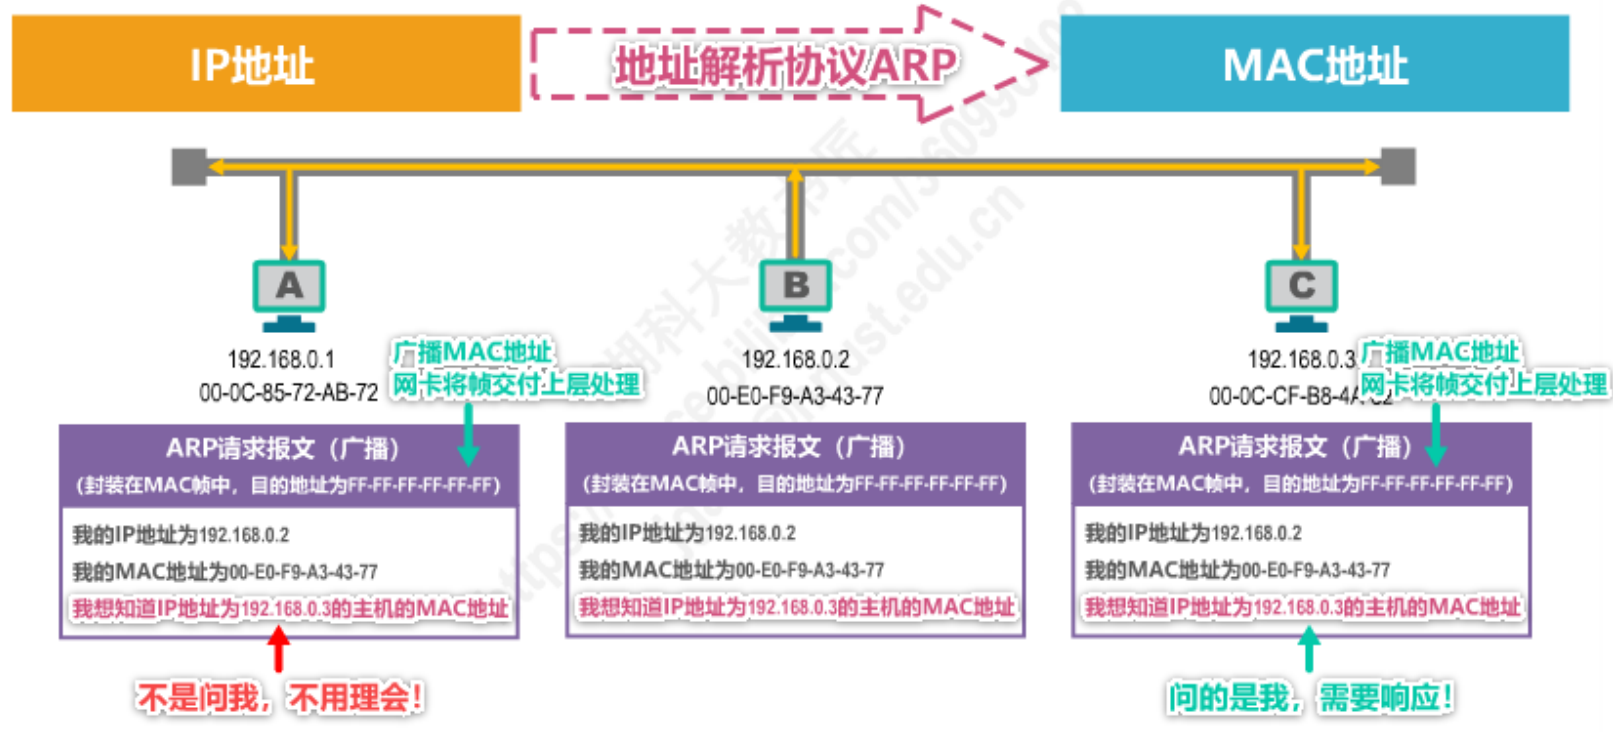 IP地址
地址解析协议ARP
MAC地址
A
B
C
192.168.0.1
00-0C-85-72-AB-72
广播MAC地址
网卡将帧交付上层处理
192.168.0.2
00-E0-F9-A3-43-77
192.168.0.3
00-0C-CF-B8-4A-
广播MAC地址
网卡将帧交付上层处理
ARP请求报文（广播）
（封装在MAC帧中，目的地址为FF-FF-FF-FF-FF-FF）
我的IP地址为192.168.0.2
我的MAC地址为00-E0-F9-A3-43-77
我想知道IP地址为192.168.0.3的主机的MAC地址
不是问我，不用理会！
ARP请求报文（广播）
（封装在MAC帧中，目的地址为FF-FF-FF-FF-FF-FF）
我的IP地址为192.168.0.2
我的MAC地址为00-E0-F9-A3-43-77
我想知道IP地址为192.168.0.3的主机的MAC地址
ARP请求报文（广播）
（封装在MAC帧中，目的地址为FF-FF-FF-FF-FF-FF）
我的IP地址为192.168.0.2
我的MAC地址为00-E0-F9-A3-43-77
我想知道IP地址为192.168.0.3的主机的MAC地址
问的是我，需要响应！